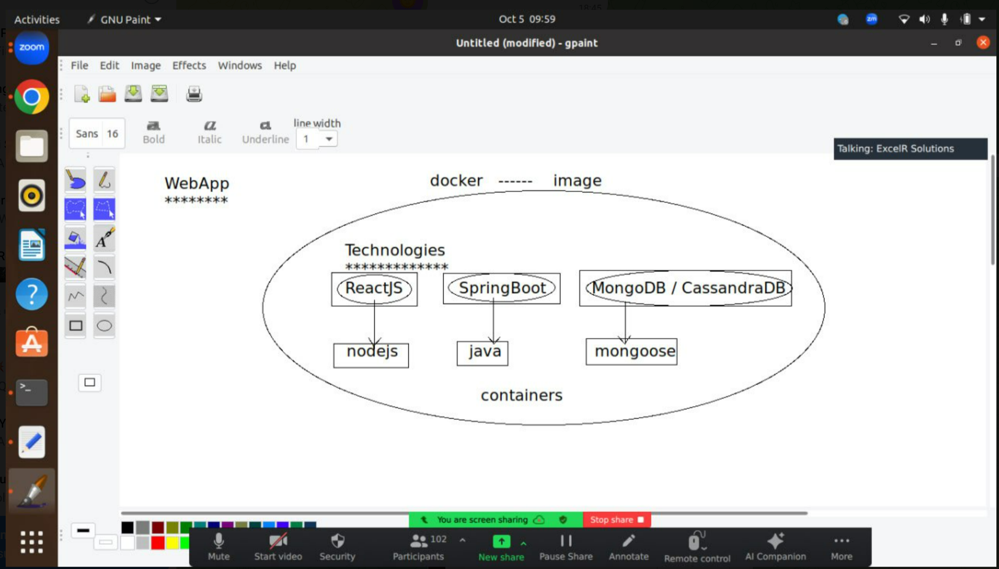 18:45
Activities GNU Paint Oct 5 09:59 zm
zoom
Untitled (modified) - gpaint
File Edit Image Effects Windows Help
Sans 16 Bold Italic Underline line width 1
Talking: ExcelR Solutions
WebApp
********
docker ------ image
Technologies
*************
ReactJS SpringBoot MongoDB / CassandraDB
nodejs java mongoose
containers
You are screen sharing Stop share
Mute Start video Security Participants 102 New share Pause Share Annotate Remote control AI Companion More